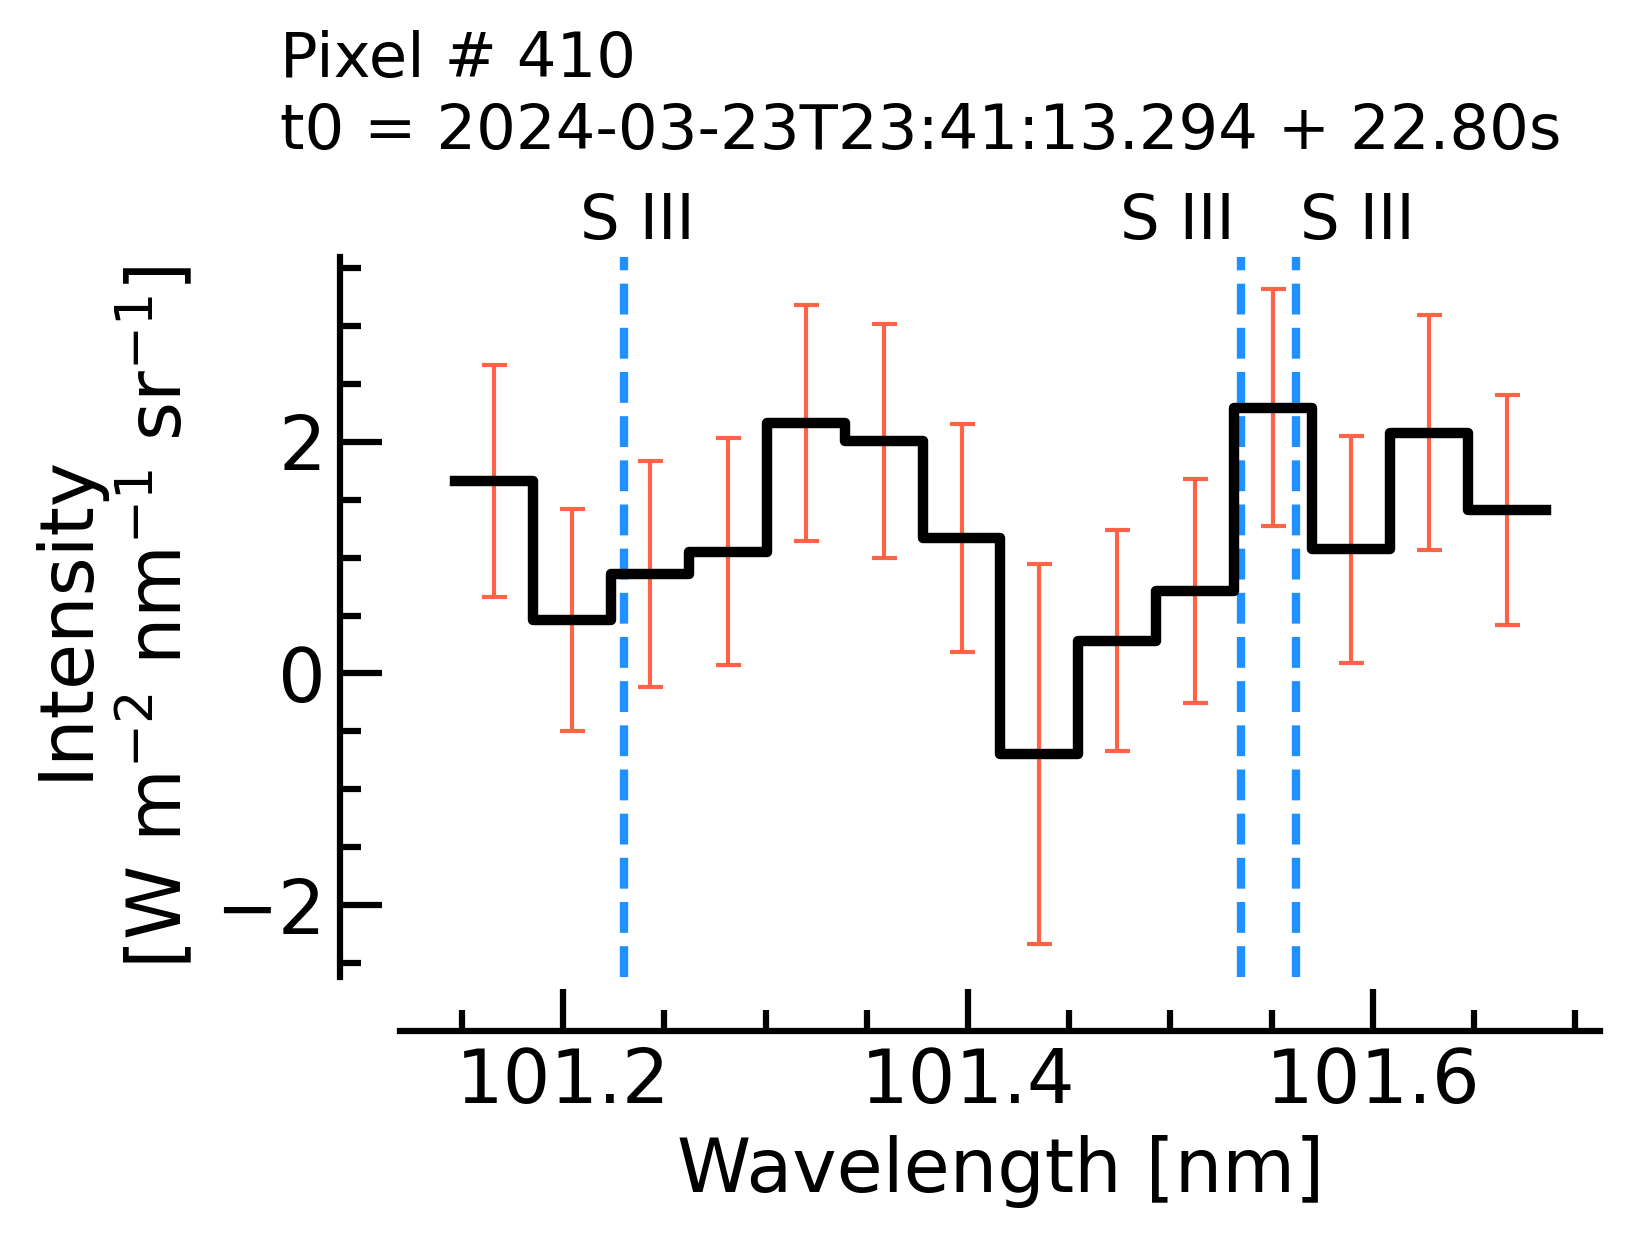 Pixel # 410
t0 = 2024-03-23T23:41:13.294 + 22.80s
S III S III S III
Intensity
[W m⁻² nm⁻¹ sr⁻¹]
2
0
−2
101.2 101.4 101.6
Wavelength [nm]